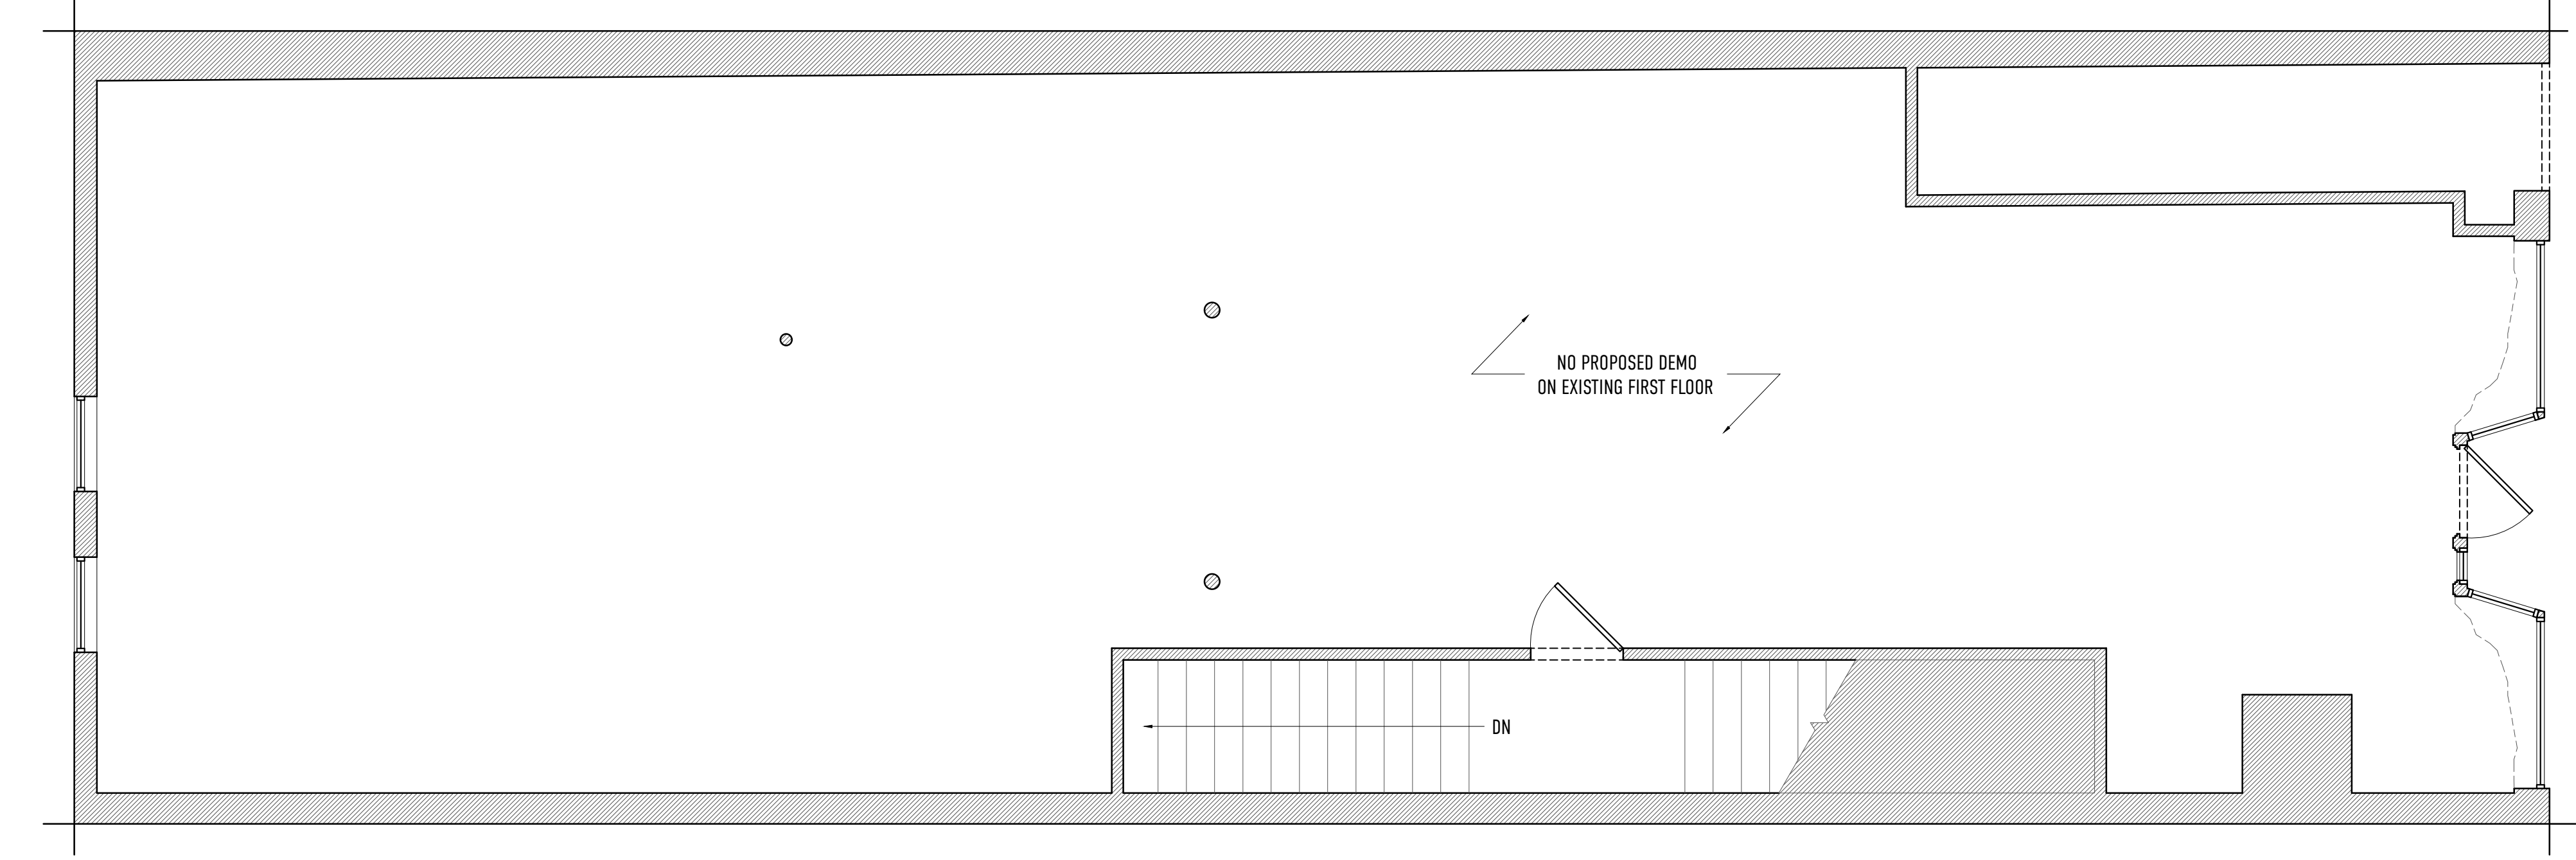 NO PROPOSED DEMO
ON EXISTING FIRST FLOOR
DN